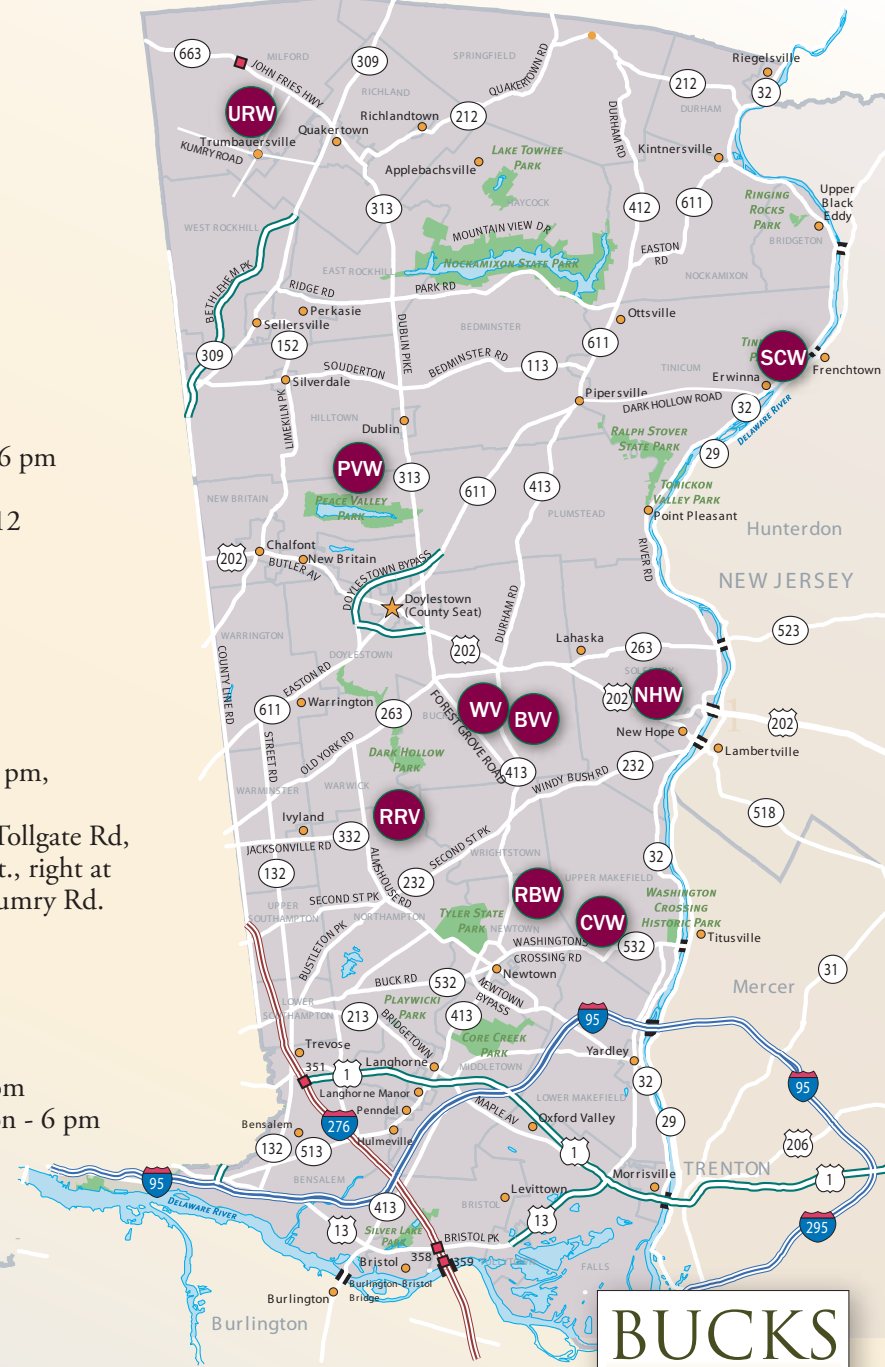 663
MILFORD
309
SPRINGFIELD
QUAKERTOWN RD
Riegelsville
JOHN FRIES HWY
212
32
RICHLAND
DURHAM
URW
Richlandtown
212
DURHAM RD
Trumbauersville
Quakertown
KUMRY ROAD
Applebachsville
LAKE TOWHEE
PARK
Kintnersville
HAYCOCK
313
412
611
RINGING
ROCKS
PARK
Upper
Black
Eddy
WEST ROCKHILL
MOUNTAIN VIEW DR
BRIDGETON
EASTON
RD
NOCKAMIXON STATE PARK
EAST ROCKHILL
NOCKAMIXON
BETHLEHEM PK
RIDGE RD
PARK RD
Perkasie
Sellersville
DUBLIN PIKE
BEDMINSTER
Ottsville
309
152
611
SCW
SOUDERTON
BEDMINSTER RD
113
TINICUM
Frenchtown
Silverdale
Erwinna
LIMEKILN PK
Pipersville
DARK HOLLOW ROAD
32
DELAWARE RIVER
HILLTOWN
Dublin
RALPH STOVER
STATE PARK
6 pm
29
PVW
313
611
413
TORICKON
VALLEY PARK
NEW BRITAIN
PEACE VALLEY
PARK
PLUMSTEAD
Point Pleasant
12
Hunterdon
202
Chalfont
New Britain
BUTLER AV
DOYLESTOWN BYPASS
RIVER RD
NEW JERSEY
Doylestown
(County Seat)
DURHAM RD
WARRINGTON
202
Lahaska
263
523
DOYLESTOWN
COUNTY LINE RD
EASTON RD
611
Warrington
263
FOREST GROVE ROAD
WV
BVV
202
NHW
202
New Hope
Lambertville
STREET RD
OLD YORK RD
DARK HOLLOW
PARK
413
WINDY BUSH RD
232
pm,
WARMINSTER
WARWICK
518
Ivyland
RRV
Tollgate Rd,
t., right at
umry Rd.
JACKSONVILLE RD
332
ALMSHOUSE RD
SECOND ST PK
WRIGHTSTOWN
32
132
232
UPPER MAKEFIELD
RBW
CVW
WASHINGTON
CROSSING
HISTORIC PARK
UPPER
SOUTHAMPTON
SECOND ST PK
NORTHAMPTON
TYLER STATE
PARK
NEWTOWN
WASHINGTONS
CROSSING RD
532
Titusville
BUSTLETON PK
31
BUCK RD
532
Newtown
Mercer
LOWER
SOUTHAMPTON
PLAYWICKI
PARK
NEWTOWN
BYPASS
213
BRIDGETOWN
413
95
CORE CREEK
PARK
Trevose
351
1
Langhorne
MIDDLETOWN
Yardley
95
pm
on - 6 pm
Langhorne Manor
Penndel
LOWER MAKEFIELD
32
MAPLE AV
Oxford Valley
276
Bensalem
Hulmeville
29
206
132
513
1
BENSALEM
Morrisville
TRENTON
1
95
Levittown
DELAWARE RIVER
413
BRISTOL
13
13
295
SILVER LAKE
PARK
BRISTOL PK
358
359
Bristol
FALLS
Burlington-Bristol
Bridge
Burlington
Burlington
BUCKS